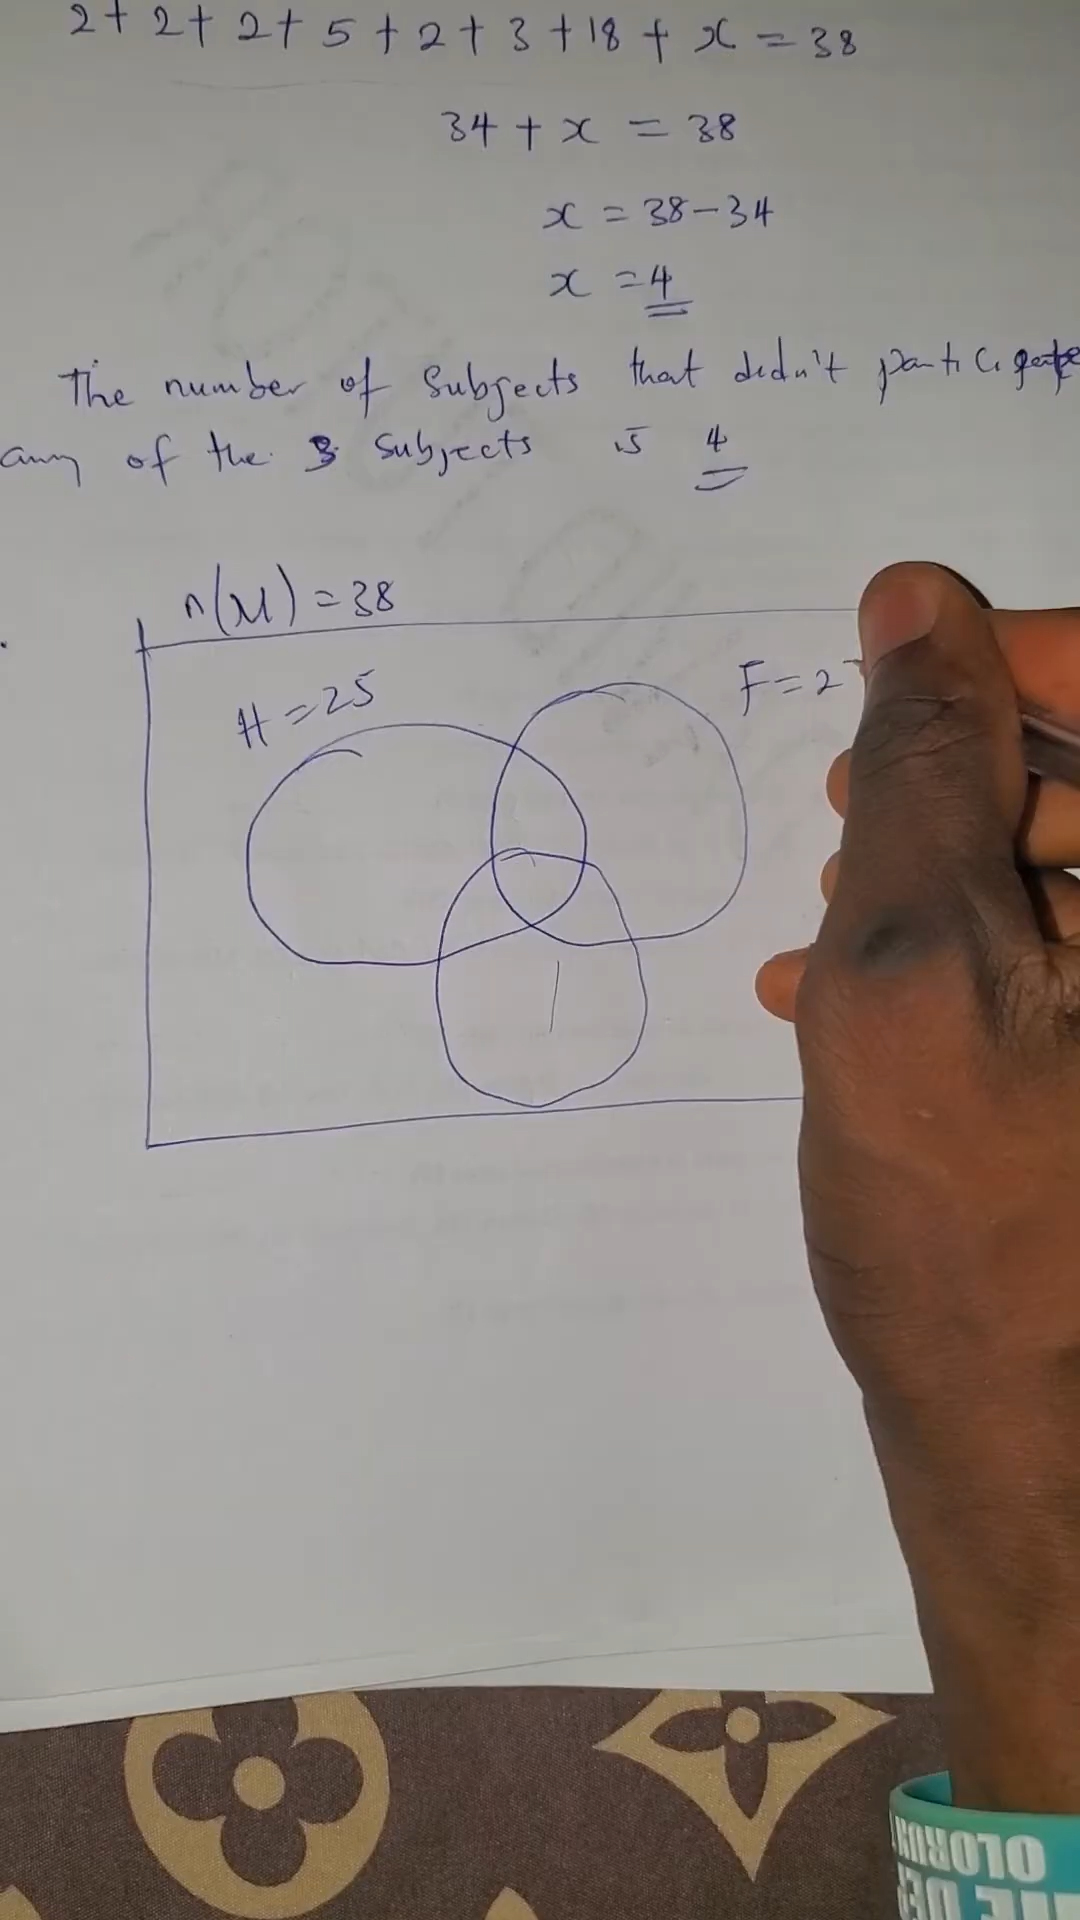 2 + 2 + 2 + 5 + 2 + 3 + 18 + x = 38
34 + x = 38
x = 38 - 34
x = 4
The number of Subjects that didn't participate
any of the 3 Subjects is 4
n(μ) = 38
H = 25
F = 2
OLORU